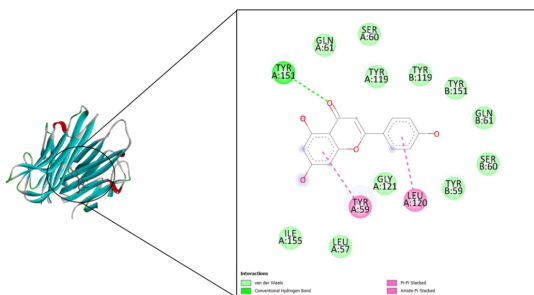 SER
A:60
GLN
A:61
TYR
A:151
TYR
A:119
TYR
B:119
TYR
B:151
GLN
B:61
SER
B:60
TYR
B:59
GLY
A:121
LEU
A:120
TYR
A:59
ILE
A:155
LEU
A:57
O
O
O
O
O
Interactions
van der Waals
Conventional Hydrogen Bond
Pi-Pi Stacked
Amide-Pi Stacked